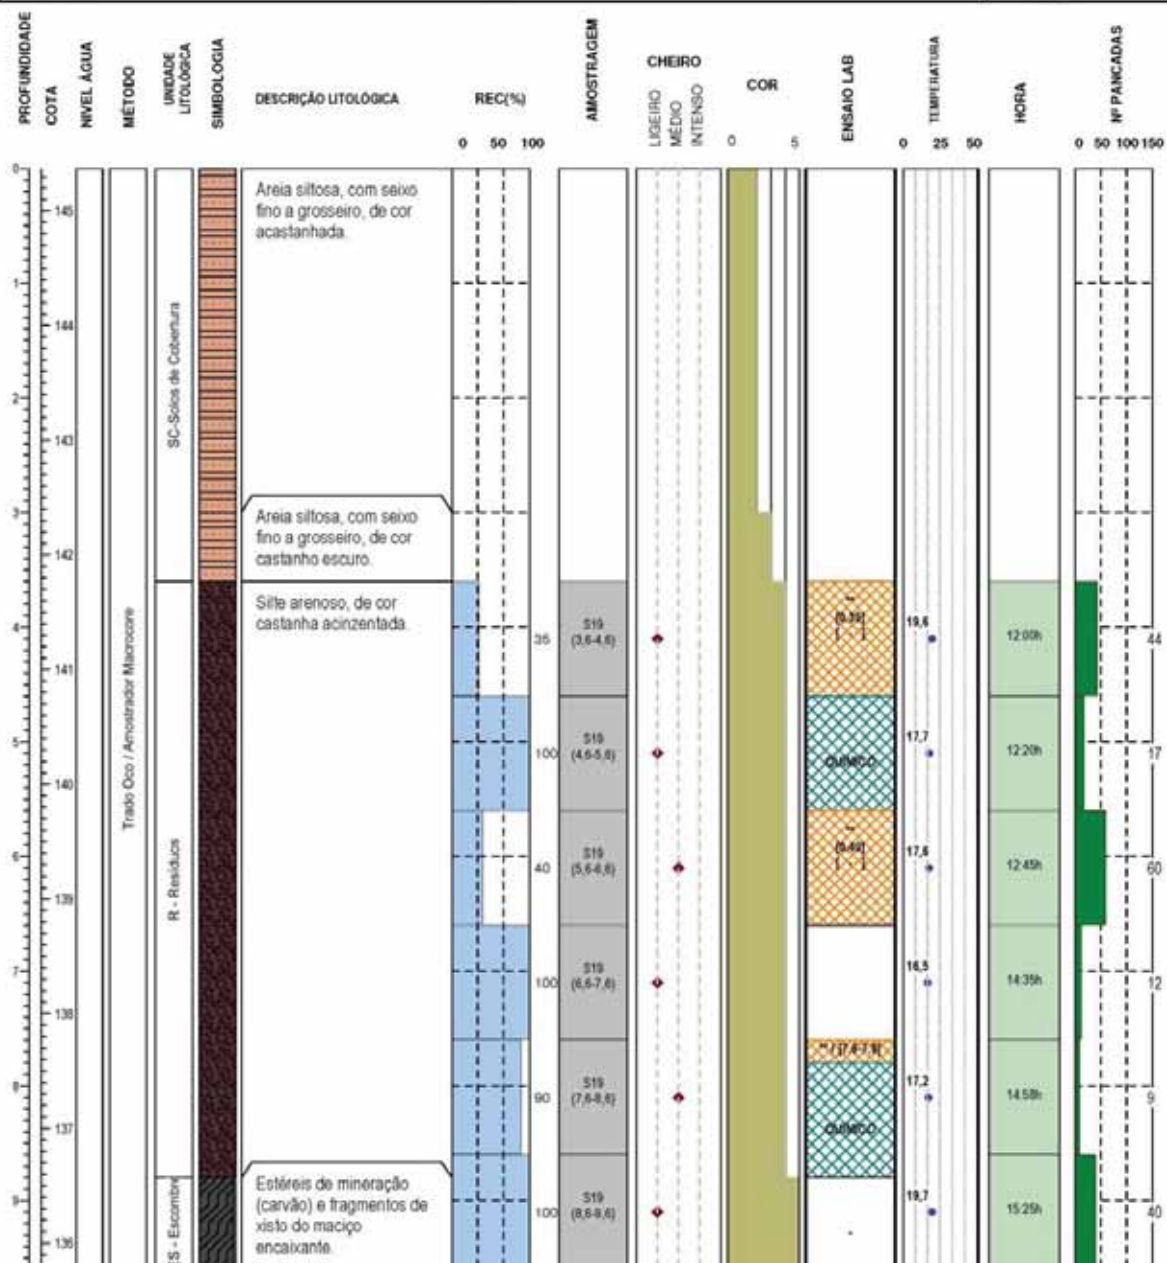 PROFUNDIDADE
COTA
NIVEL ÁGUA
MÉTODO
UNIDADE
LITOLÓGICA
SIMBOLOGIA
DESCRIÇÃO LITOLÓGICA
REC(%)
0 50 100
AMOSTRAGEM
CHEIRO
LIGEIRO
MÉDIO
INTENSO
COR
0 5
ENSAIO LAB
TEMPERATURA
0 25 50
HORA
Nº PANCADAS
0 50 100 150
0
1
2
3
4
5
6
7
8
9
145
144
143
142
141
140
139
138
137
136
Trado Oco / Amostrador Macrocore
SC-Solos de Cobertura
R - Resíduos
ES - Escombre
Areia siltosa, com seixo
fino a grosseiro, de cor
acastanhada.
Areia siltosa, com seixo
fino a grosseiro, de cor
castanho escuro.
Silte arenoso, de cor
castanha acinzentada.
Estéreis de mineração
(carvão) e fragmentos de
xisto do maciço
encaixante.
35
100
40
100
90
100
S19
(3,6-4,6)
S19
(4,6-5,6)
S19
(5,6-6,6)
S19
(6,6-7,6)
S19
(7,6-8,6)
S19
(8,6-9,6)
QUÍMICO
QUÍMICO
19,6
17,7
17,6
16,5
17,2
19,7
12:00h
12:20h
12:45h
14:35h
14:58h
15:25h
44
17
60
12
9
40